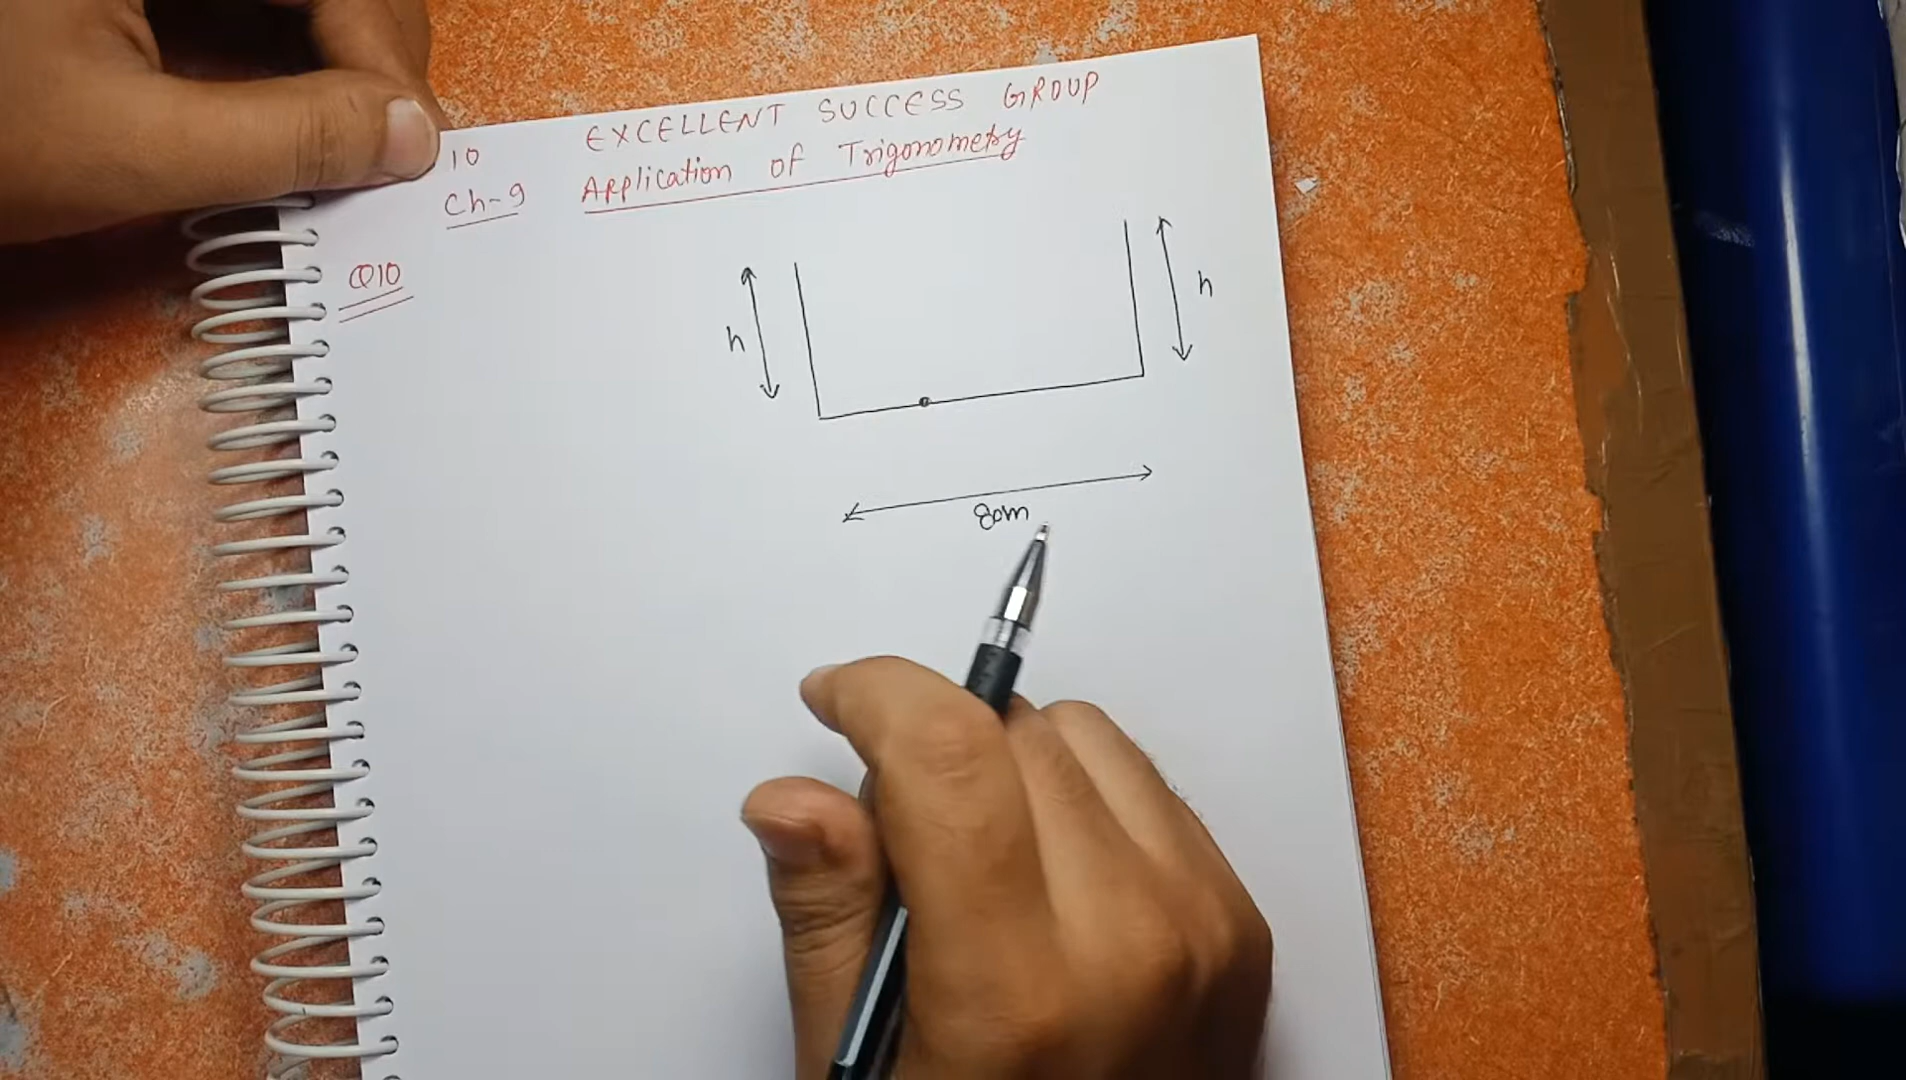 EXCELLENT SUCCESS GROUP
10
Ch-9 Application of Trigonometry
Q10
h
h
80m